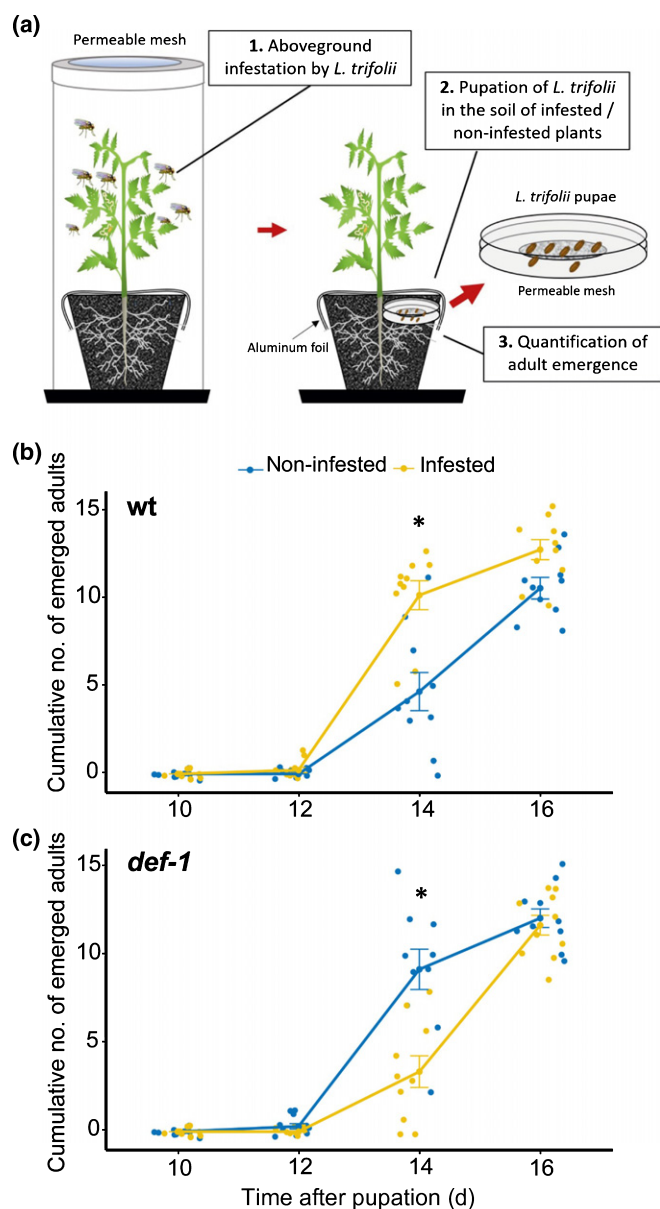 (a)
Permeable mesh
1. Aboveground
infestation by L. trifolii
2. Pupation of L. trifolii
in the soil of infested /
non-infested plants
L. trifolii pupae
Permeable mesh
Aluminum foil
3. Quantification of
adult emergence
(b)
Non-infested Infested
wt
*
Cumulative no. of emerged adults
15
10
5
0
10 12 14 16
(c)
def-1
*
Cumulative no. of emerged adults
15
10
5
0
10 12 14 16
Time after pupation (d)